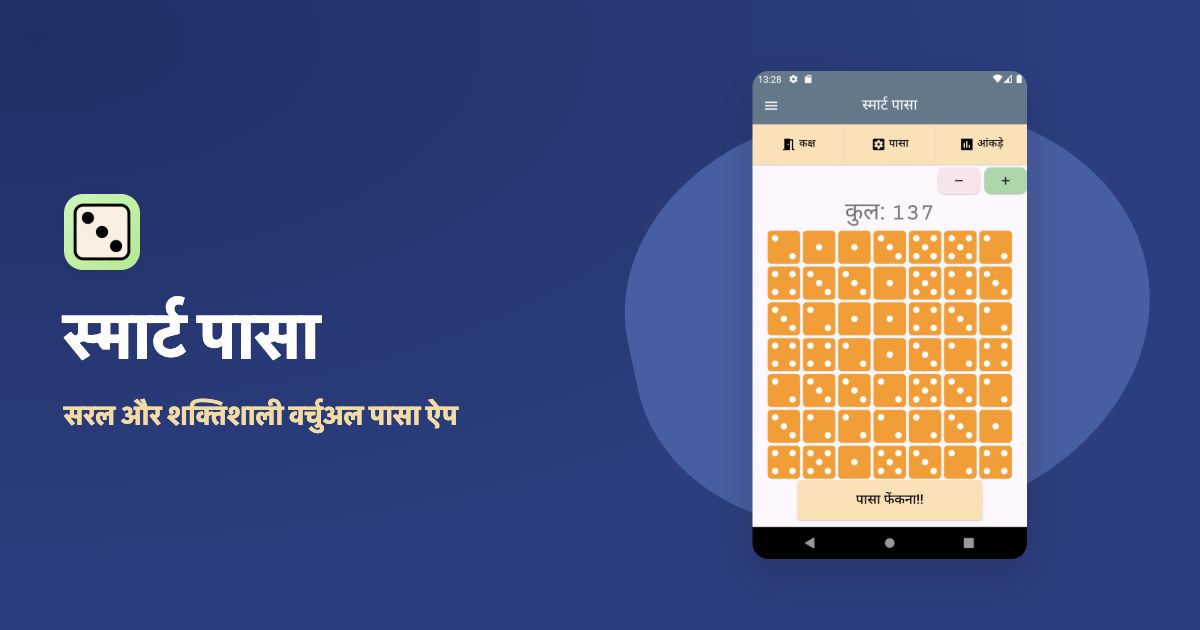 स्मार्ट पासा
सरल और शक्तिशाली वर्चुअल पासा ऐप
13:28
स्मार्ट पासा
कक्ष
पासा
आंकड़े
− +
कुल: 137
पासा फेंकना!!